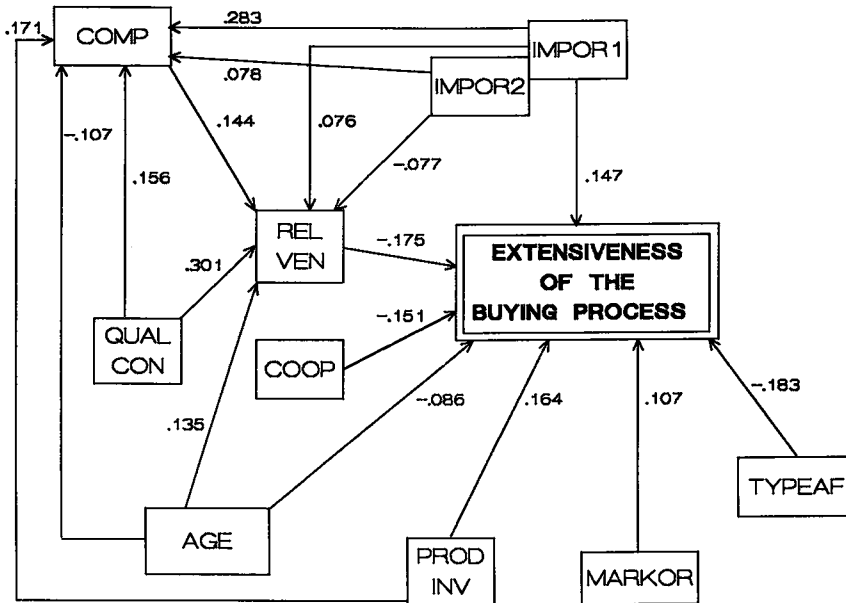 .171
.283
COMP
IMPOR1
.078
IMPOR2
-.107
.144
.076
-.077
.156
.147
REL
VEN
-.175
EXTENSIVENESS
OF THE
BUYING PROCESS
.301
-.151
QUAL
CON
COOP
-.086
.164
.107
-.183
.135
TYPEAF
AGE
PROD
INV
MARKOR